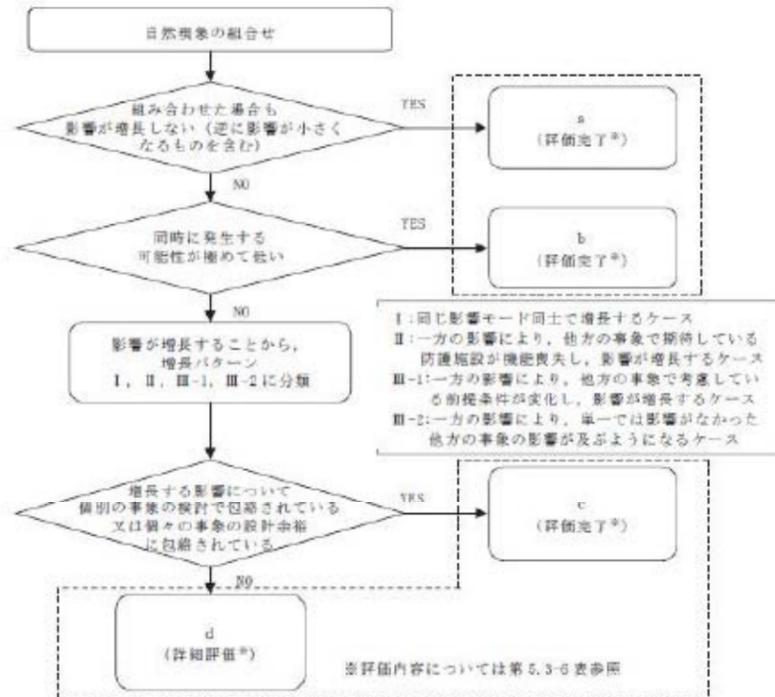 自然現象の組合せ
組み合わせた場合も
影響が増長しない（逆に影響が小さく
なるものを含む）
YES
a
（評価完了※）
NO
同時に発生する
可能性が極めて低い
YES
b
（評価完了※）
NO
影響が増長することから，
増長パターン
Ⅰ，Ⅱ，Ⅲ-1，Ⅲ-2に分類
Ⅰ：同じ影響モード同士で増長するケース
Ⅱ：一方の影響により，他方の事象で期待している
防護施設が機能喪失し，影響が増長するケース
Ⅲ-1：一方の影響により，他方の事象で考慮してい
る前提条件が変化し，影響が増長するケース
Ⅲ-2：一方の影響により，単一では影響がなかった
他方の事象の影響が及ぶようになるケース
増長する影響について
個別の事象の検討で包絡されている
又は個々の事象の設計余裕
に包絡されている
YES
c
（評価完了※）
NO
d
（詳細評価※）
※評価内容については第5.3-6表参照